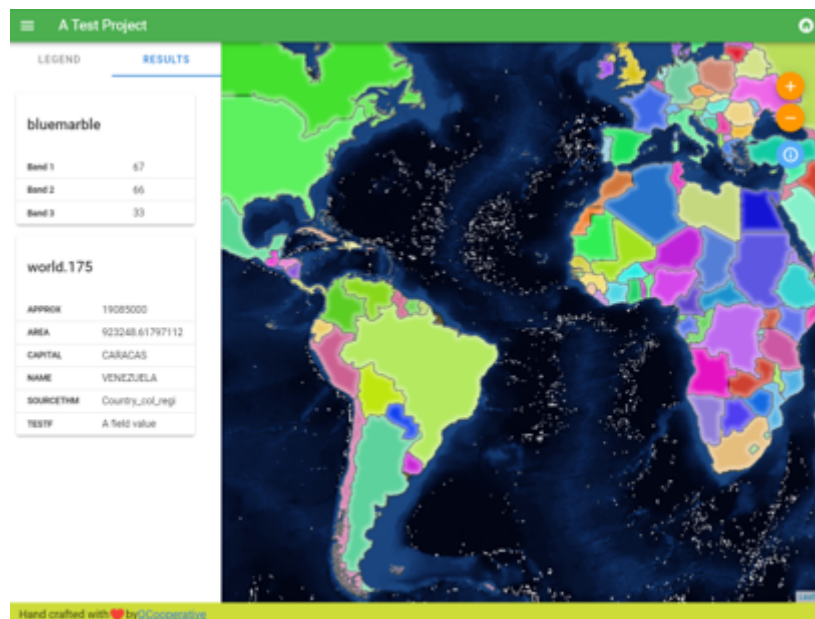 A Test Project
LEGEND RESULTS
bluemarble
Band 1 67
Band 2 66
Band 3 33
world.175
APPROX 19085000
AREA 923248.61797112
CAPITAL CARACAS
NAME VENEZUELA
SOURCETHM Country_col_regi
TESTF A field value
Hand crafted with❤by QCooperative